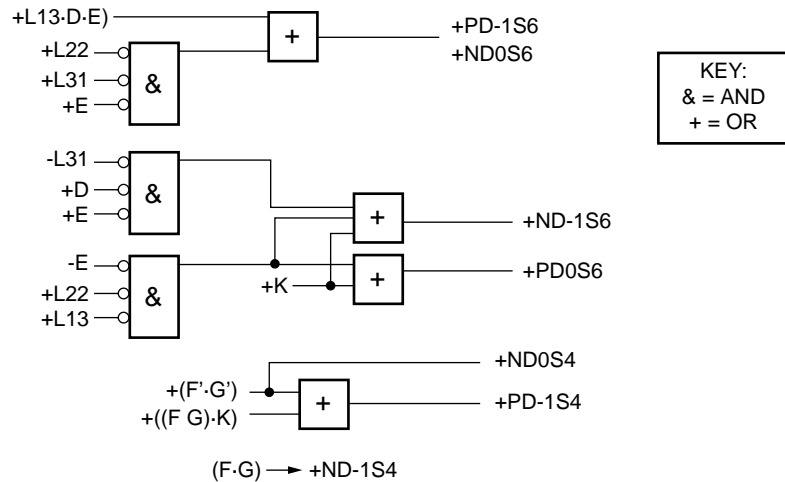 +L13·D·E)
+L22
+L31
+E
&
+
+PD-1S6
+ND0S6
KEY:
& = AND
+ = OR
-L31
+D
+E
&
+
+ND-1S6
-E
+L22
+L13
&
+K
+
+PD0S6
+ND0S4
+(F'·G')
+((F G)·K)
+
+PD-1S4
(F·G) → +ND-1S4